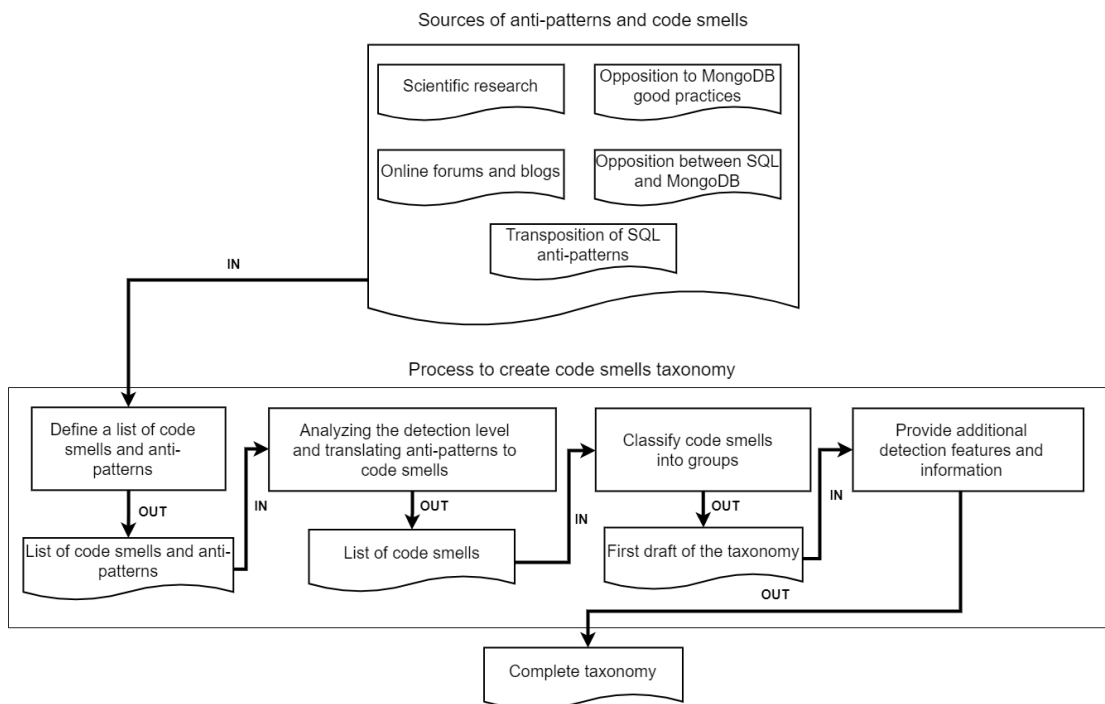 Sources of anti-patterns and code smells
Scientific research
Opposition to MongoDB
good practices
Online forums and blogs
Opposition between SQL
and MongoDB
Transposition of SQL
anti-patterns
IN
Process to create code smells taxonomy
Define a list of code
smells and anti-
patterns
Analyzing the detection level
and translating anti-patterns to
code smells
Classify code smells
into groups
Provide additional
detection features and
information
OUT
IN
OUT
IN
OUT
IN
List of code smells and anti-
patterns
List of code smells
First draft of the taxonomy
OUT
Complete taxonomy